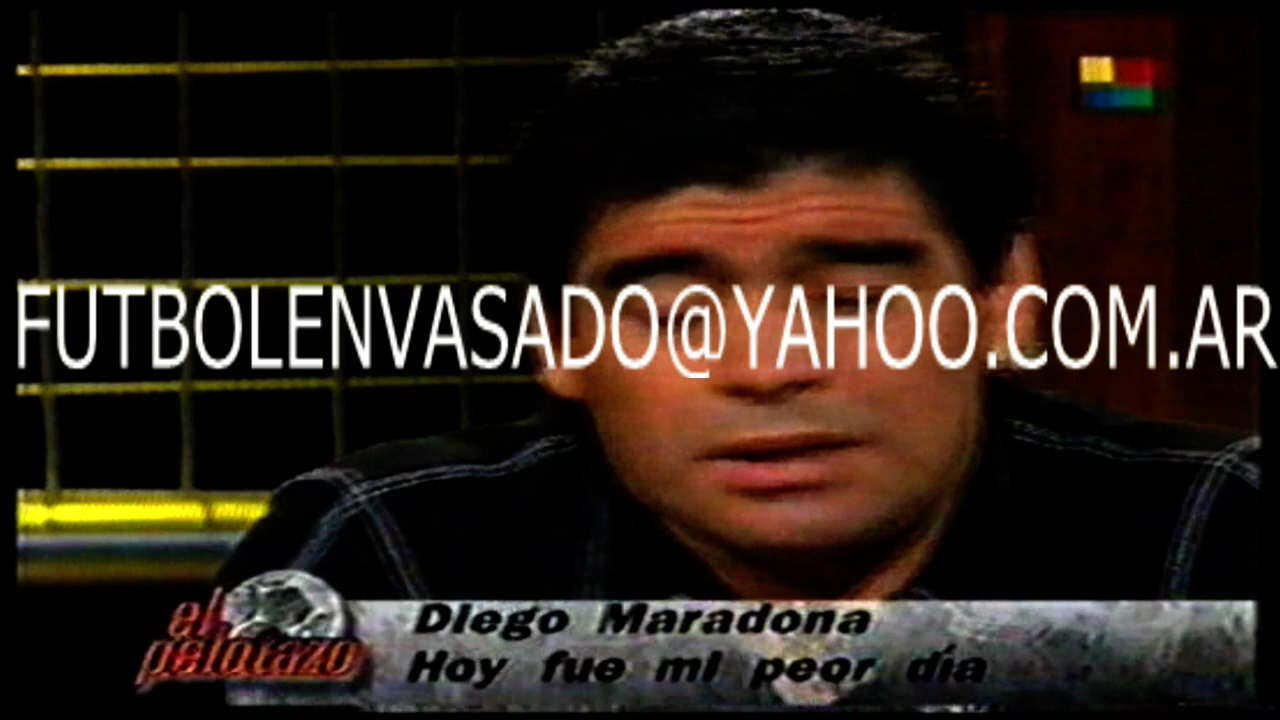 FUTBOLENVASADO@YAHOO.COM.AR
el
pelotazo
Diego Maradona
Hoy fue mi peor día